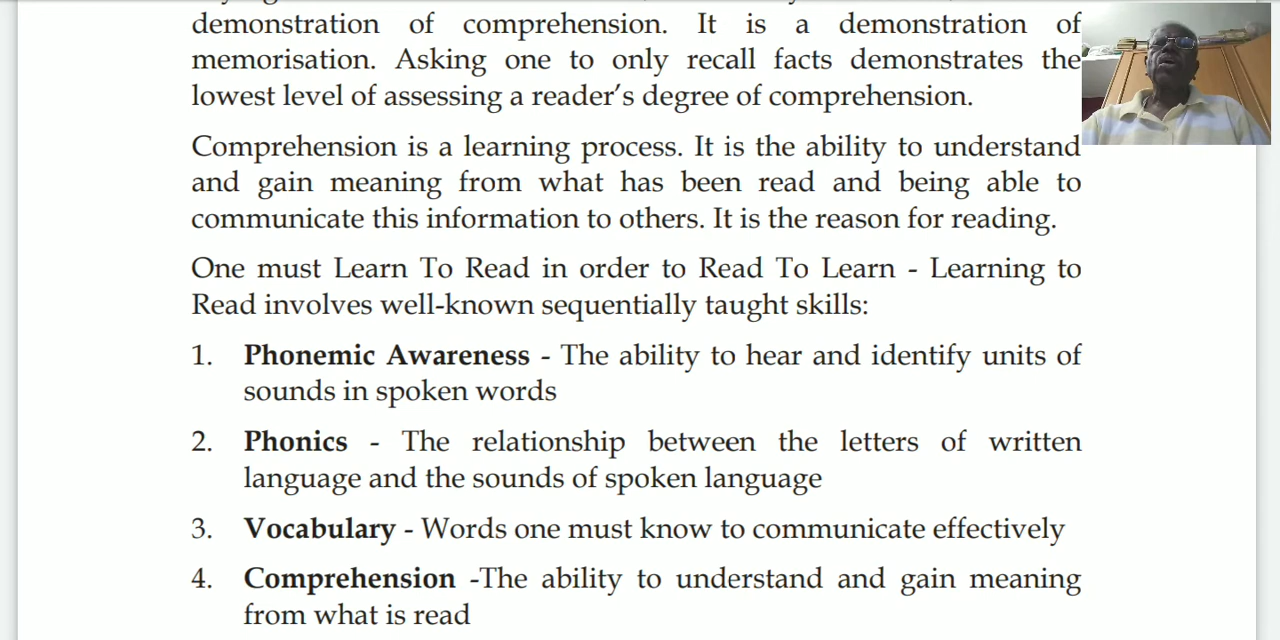 demonstration of comprehension. It is a demonstration of
memorisation. Asking one to only recall facts demonstrates the
lowest level of assessing a reader's degree of comprehension.
Comprehension is a learning process. It is the ability to understand
and gain meaning from what has been read and being able to
communicate this information to others. It is the reason for reading.
One must Learn To Read in order to Read To Learn - Learning to
Read involves well-known sequentially taught skills:
1. Phonemic Awareness - The ability to hear and identify units of
sounds in spoken words
2. Phonics - The relationship between the letters of written
language and the sounds of spoken language
3. Vocabulary - Words one must know to communicate effectively
4. Comprehension -The ability to understand and gain meaning
from what is read